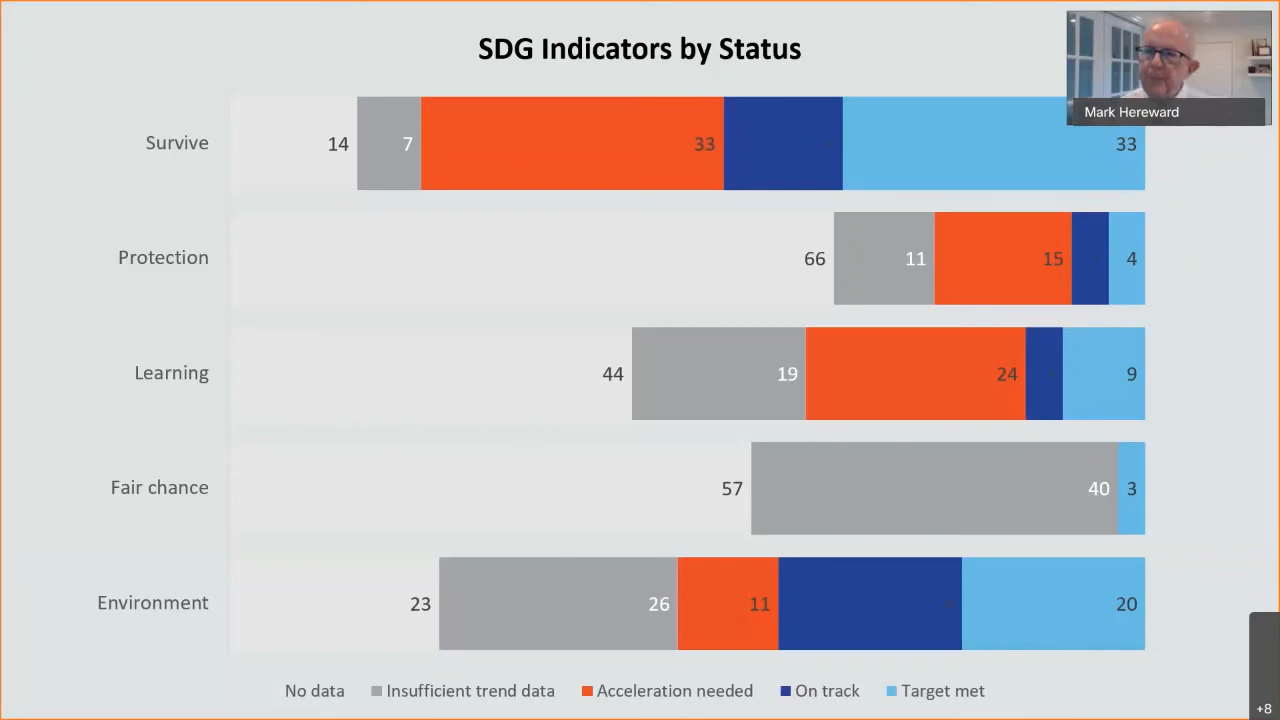 SDG Indicators by Status
Mark Hereward
Survive 14 7 33 33
Protection 66 11 15 4
Learning 44 19 24 9
Fair chance 57 40 3
Environment 23 26 11 20
No data Insufficient trend data Acceleration needed On track Target met
+8